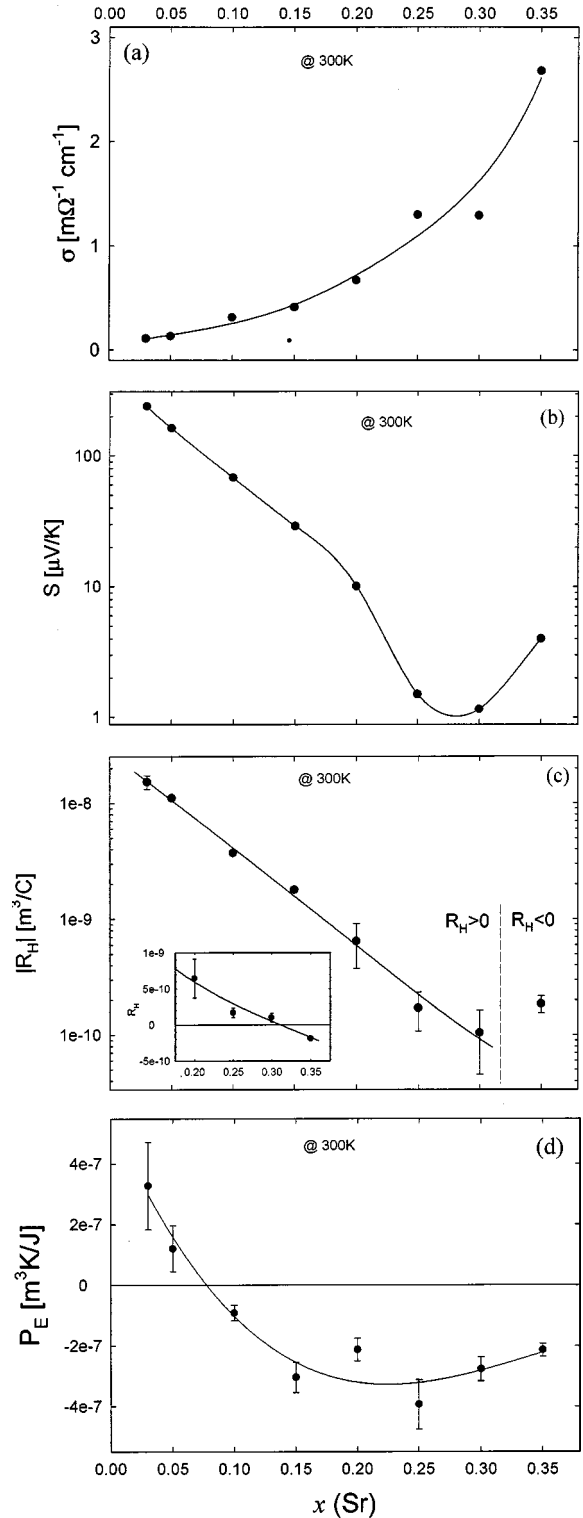 0.00 0.05 0.10 0.15 0.20 0.25 0.30 0.35
3
(a)
@ 300K
2
σ [mΩ⁻¹ cm⁻¹]
1
0
(b)
@ 300K
100
S [μV/K]
10
1
(c)
@ 300K
1e-8
|R_H| [m³/C]
1e-9
R_H>0 R_H<0
1e-9
5e-10
R_H
0
-5e-10
0.20 0.25 0.30 0.35
1e-10
(d)
@ 300K
4e-7
2e-7
P_E [m³K/J]
0
-2e-7
-4e-7
0.00 0.05 0.10 0.15 0.20 0.25 0.30 0.35
x (Sr)